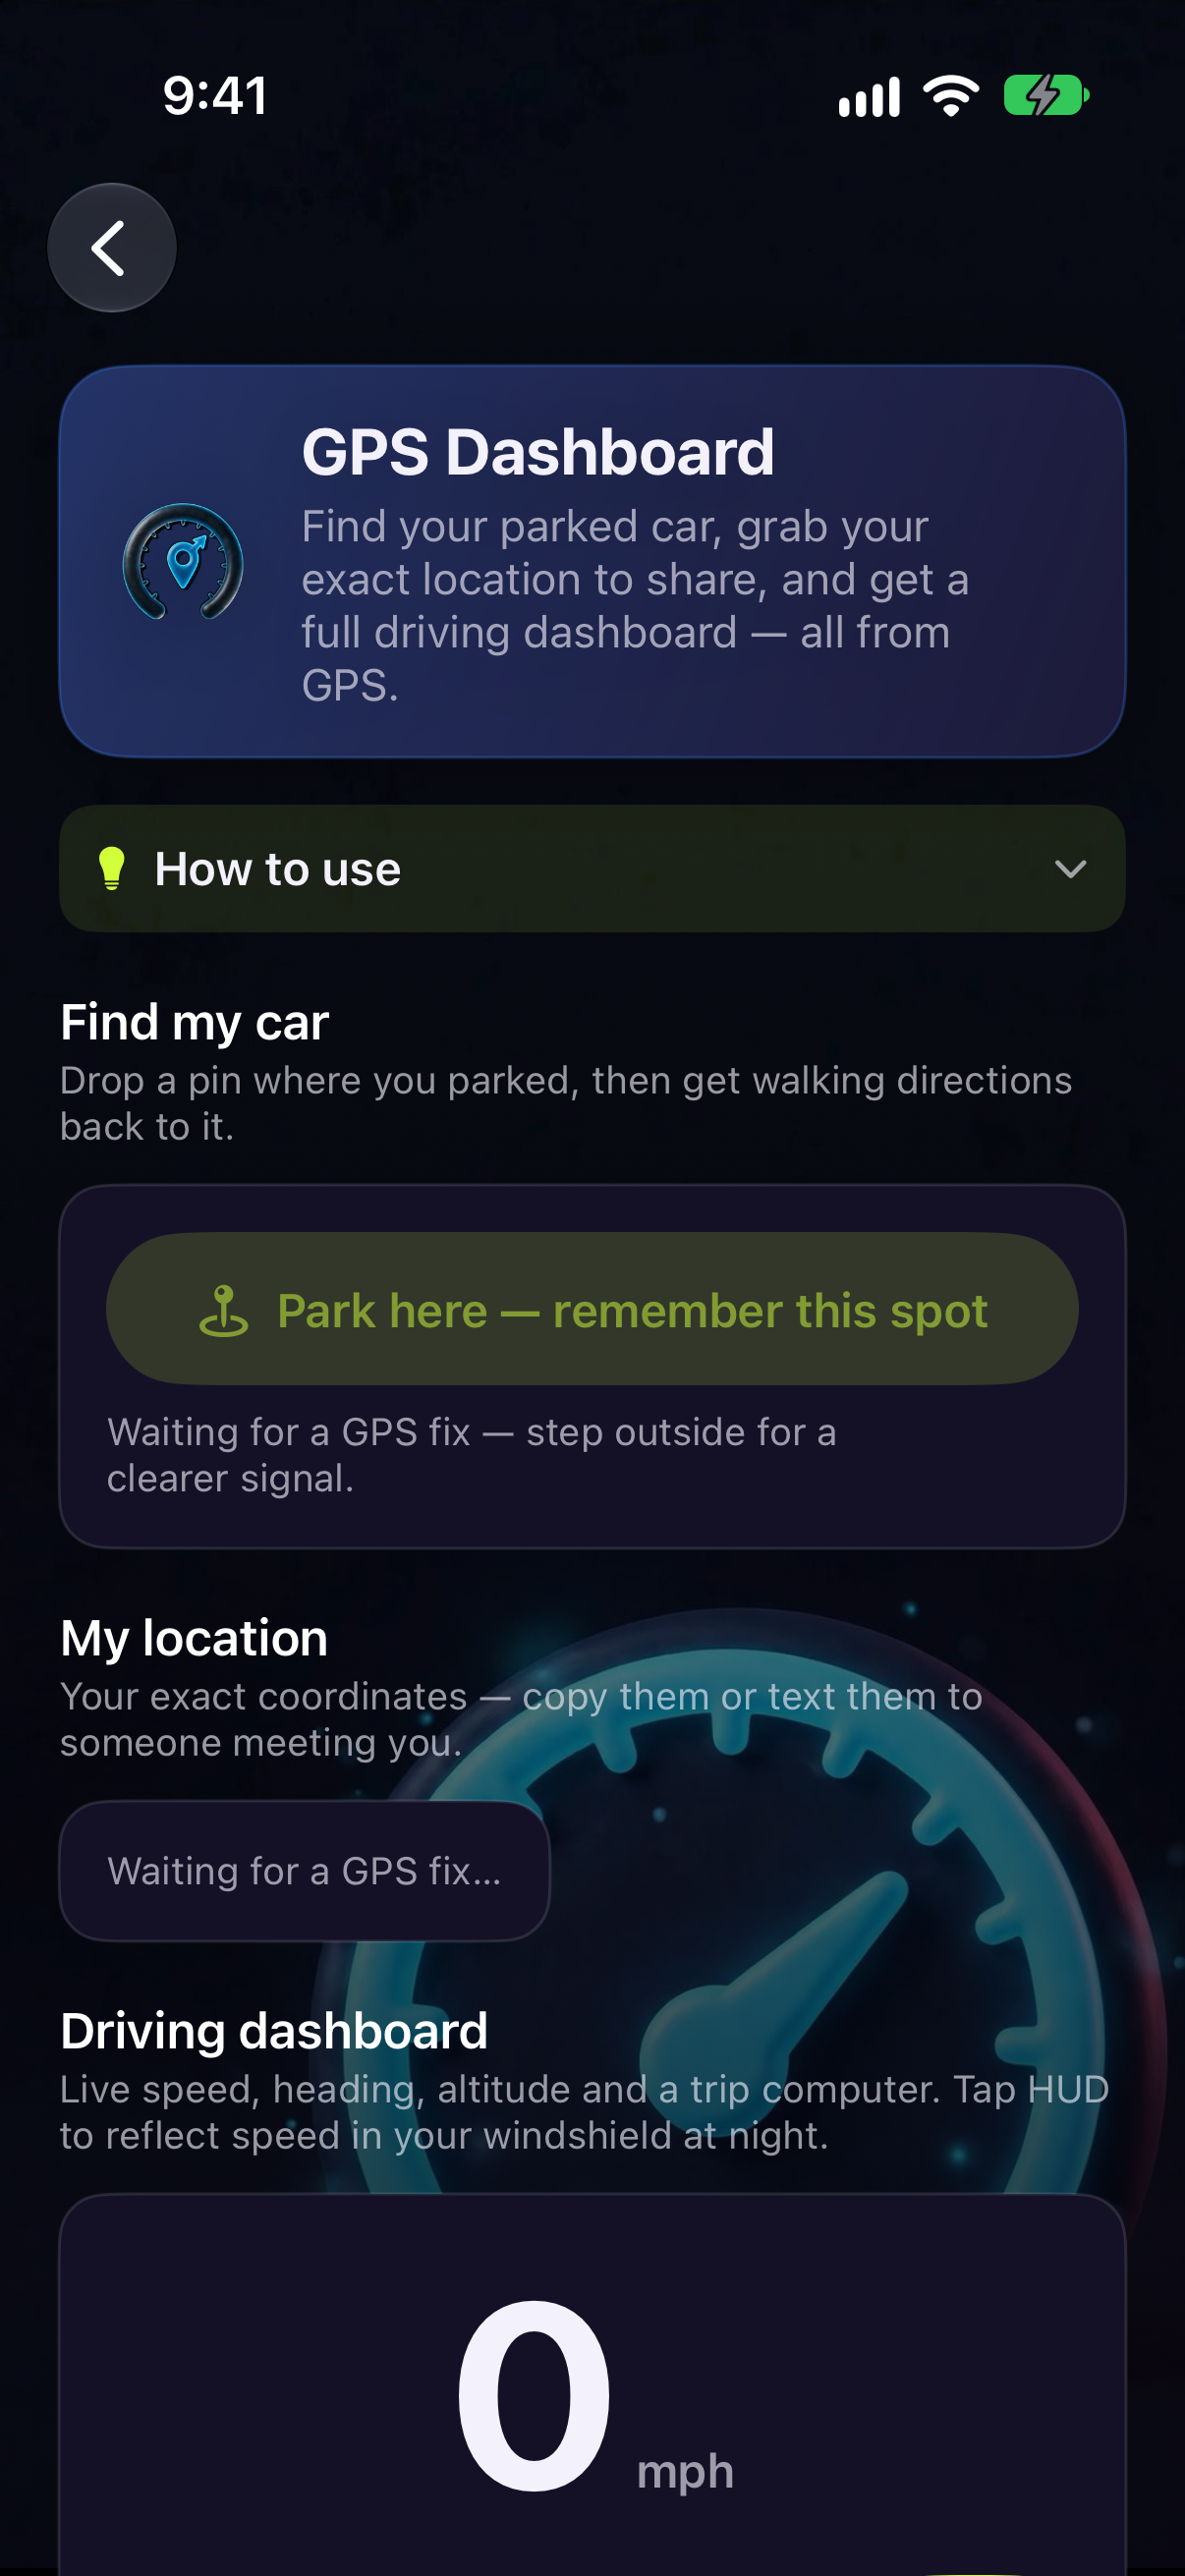 9:41
GPS Dashboard
Find your parked car, grab your
exact location to share, and get a
full driving dashboard — all from
GPS.
How to use
Find my car
Drop a pin where you parked, then get walking directions
back to it.
Park here — remember this spot
Waiting for a GPS fix — step outside for a
clearer signal.
My location
Your exact coordinates — copy them or text them to
someone meeting you.
Waiting for a GPS fix...
Driving dashboard
Live speed, heading, altitude and a trip computer. Tap HUD
to reflect speed in your windshield at night.
0 mph